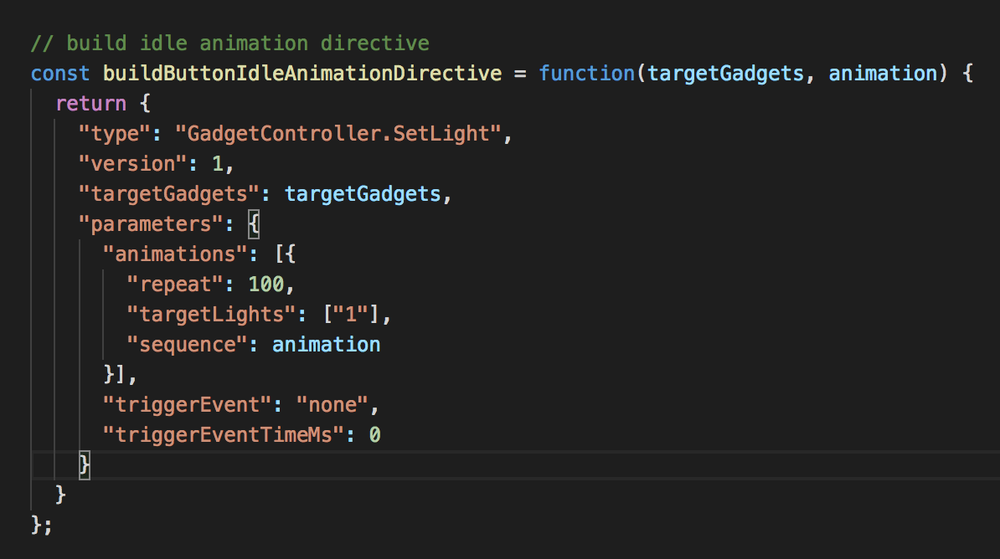 // build idle animation directive
const buildButtonIdleAnimationDirective = function(targetGadgets, animation) {
  return {
    "type": "GadgetController.SetLight",
    "version": 1,
    "targetGadgets": targetGadgets,
    "parameters": {
      "animations": [{
        "repeat": 100,
        "targetLights": ["1"],
        "sequence": animation
      }],
      "triggerEvent": "none",
      "triggerEventTimeMs": 0
    }
  }
};